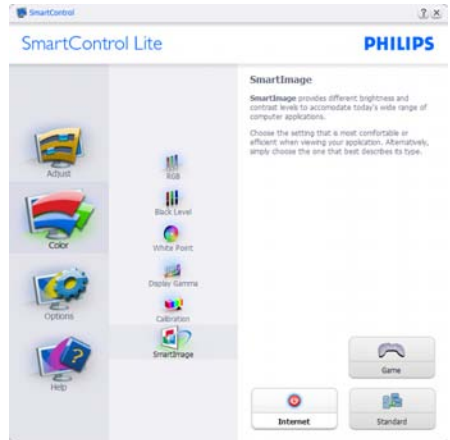 SmartControl
SmartControl Lite
PHILIPS
Adjust
Color
Options
Help
RGB
Black Level
White Point
Display Gamma
Calibration
SmartImage
SmartImage
SmartImage provides different brightness and
contrast levels to accomodate today's wide range of
computer applications.
Choose the setting that is most comfortable or
efficient when viewing your application. Alternatively,
simply choose the one that best describes its type.
Game
Internet
Standard